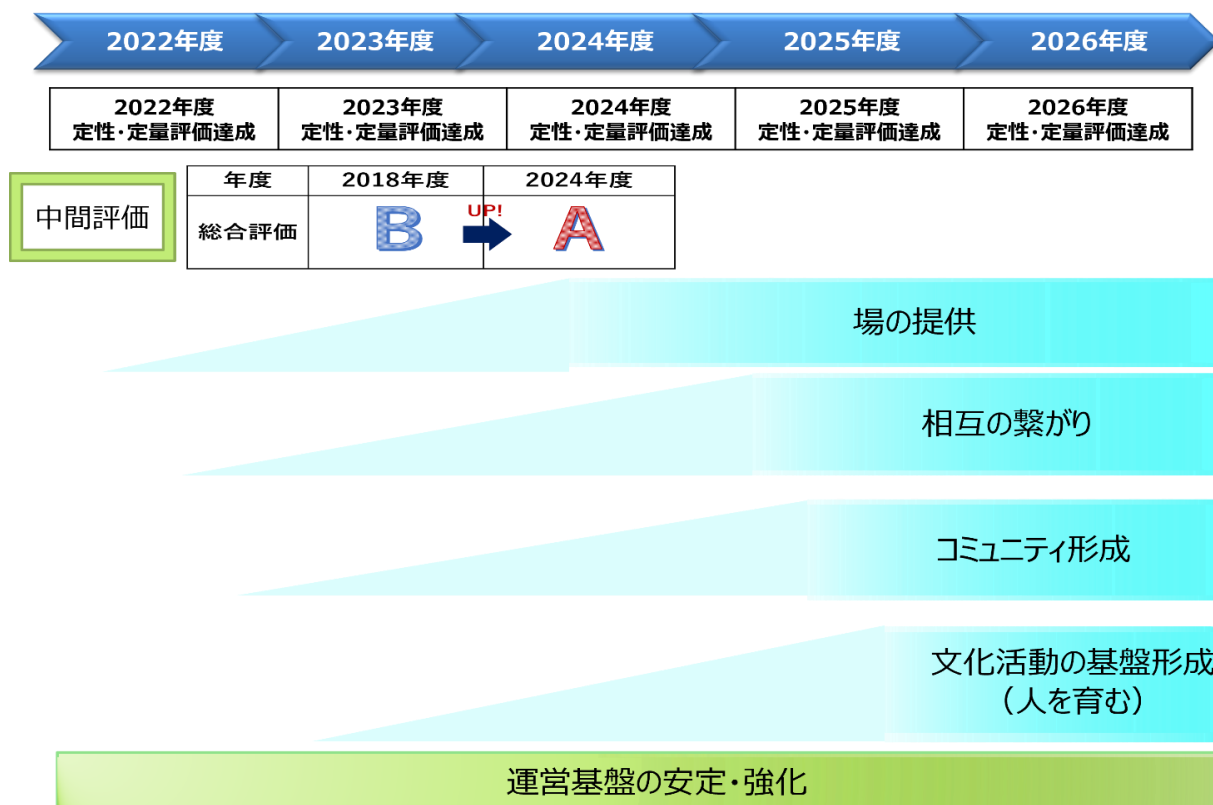 2022年度 2023年度 2024年度 2025年度 2026年度
2022年度 2023年度 2024年度 2025年度 2026年度
定性・定量評価達成 定性・定量評価達成 定性・定量評価達成 定性・定量評価達成 定性・定量評価達成
中間評価
年度 2018年度 2024年度
総合評価 B UP! A
場の提供
相互の繋がり
コミュニティ形成
文化活動の基盤形成
（人を育む）
運営基盤の安定・強化